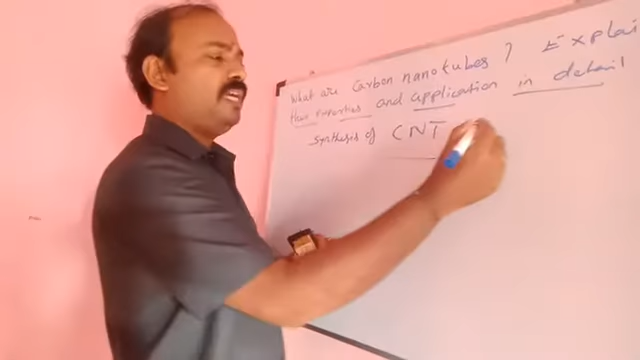 What are Carbon nanotubes ? Explai
their Properties and application in detail
Synthesis of CNT